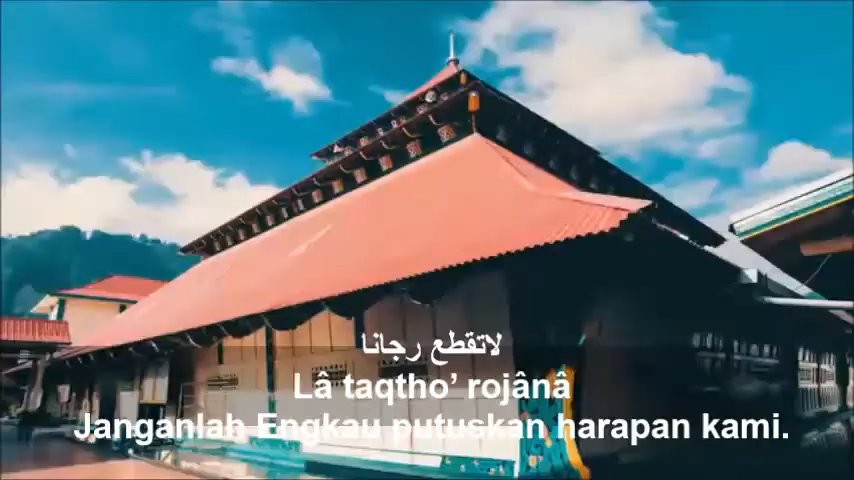 لاتقطع رجانا
Lâ taqtho’ rojânâ
Janganlah Engkau putuskan harapan kami.